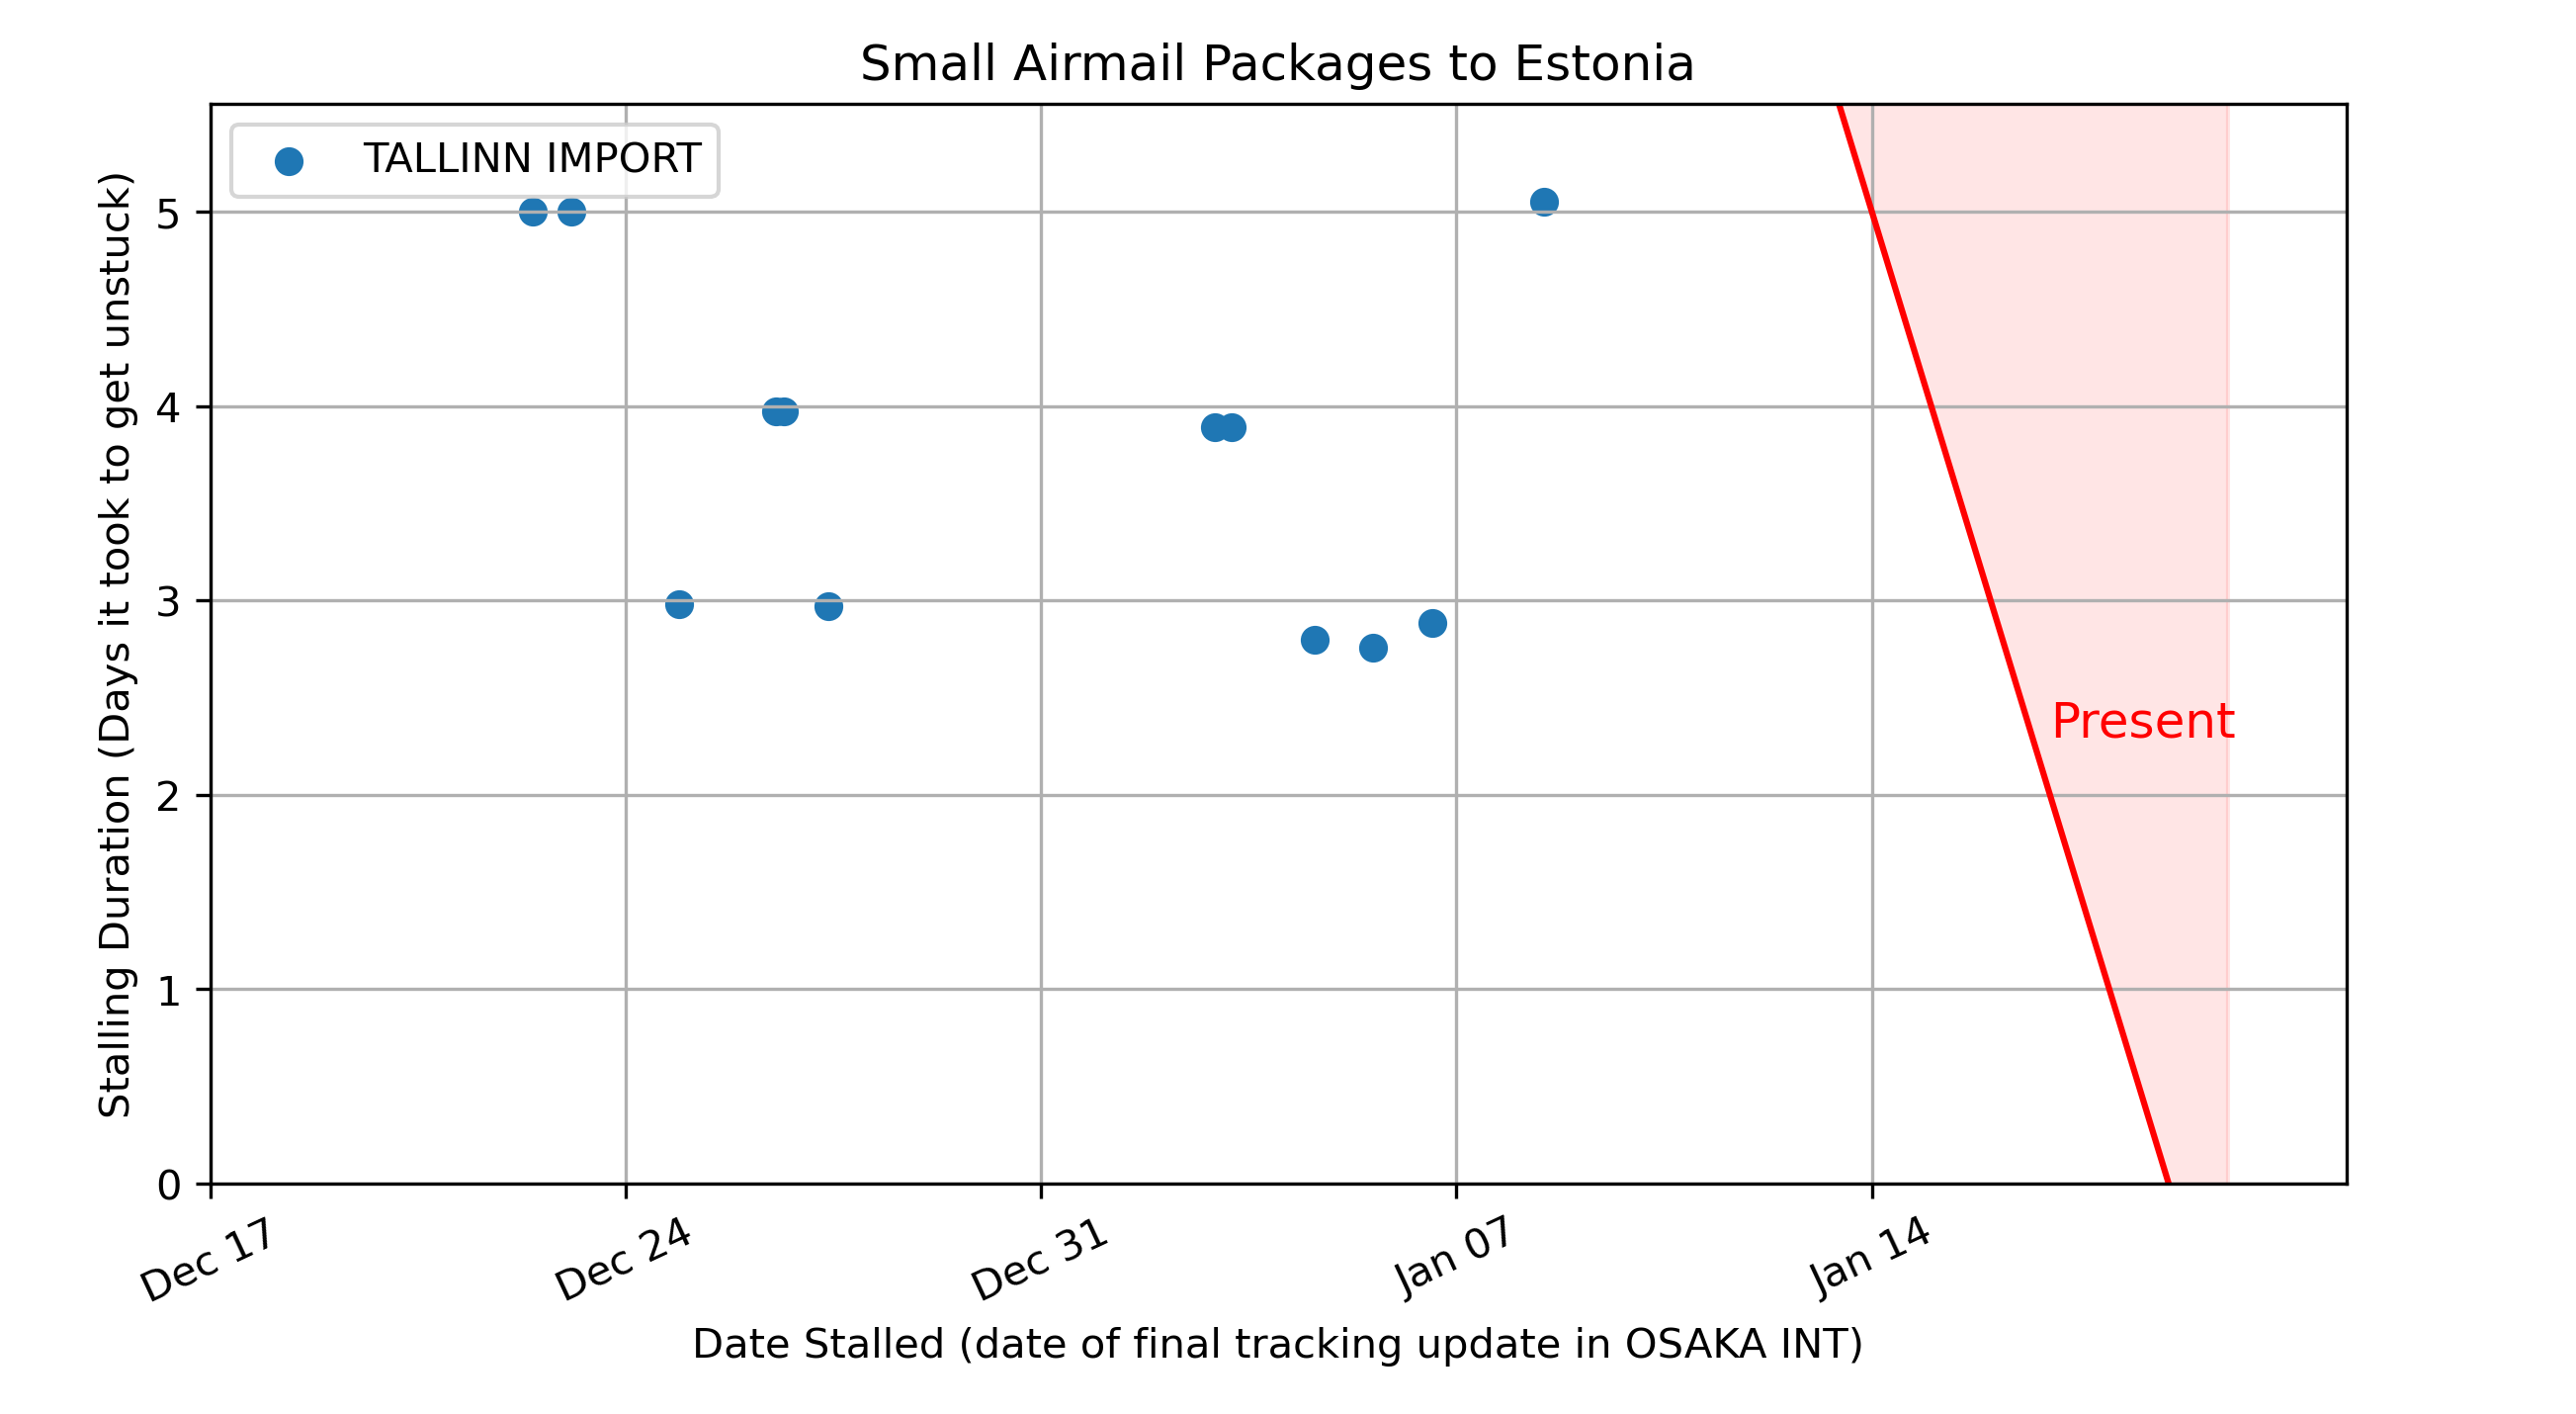 Small Airmail Packages to Estonia
TALLINN IMPORT
Stalling Duration (Days it took to get unstuck)
5
4
3
2
1
0
Present
Dec 17
Dec 24
Dec 31
Jan 07
Jan 14
Date Stalled (date of final tracking update in OSAKA INT)